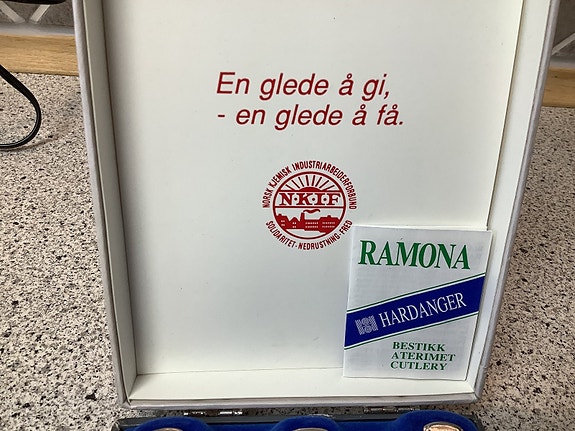 En glede å gi,
- en glede å få.
NORSK KJEMISK INDUSTRIARBEIDERFORBUND
N·K·I·F
SOLIDARITET-NEDRUSTNING-FRED
RAMONA
HARDANGER
BESTIKK
ATERIMET
CUTLERY